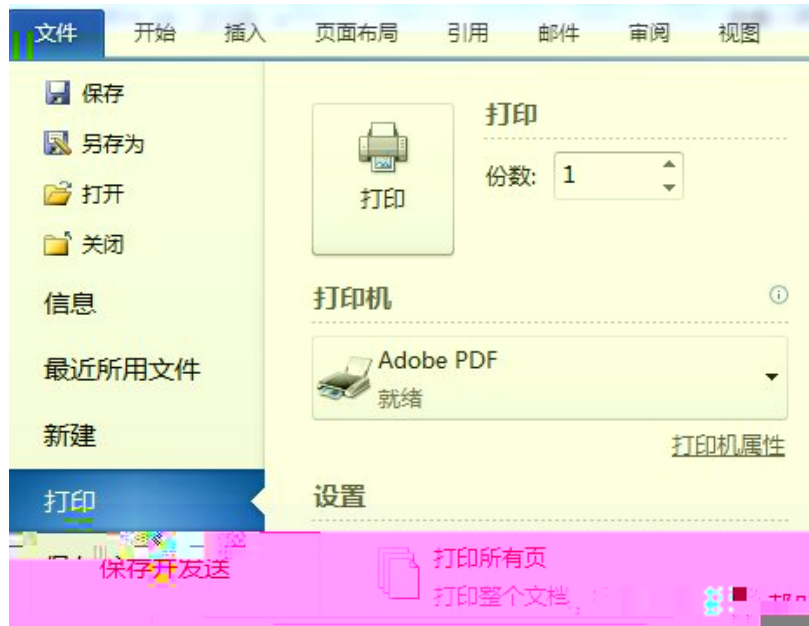 文件 开始 插入 页面布局 引用 邮件 审阅 视图
保存
另存为
打开
关闭
信息
最近所用文件
新建
打印
保存并发送
打印
打印
份数: 1
打印机
Adobe PDF
就绪
打印机属性
设置
打印所有页
打印整个文档